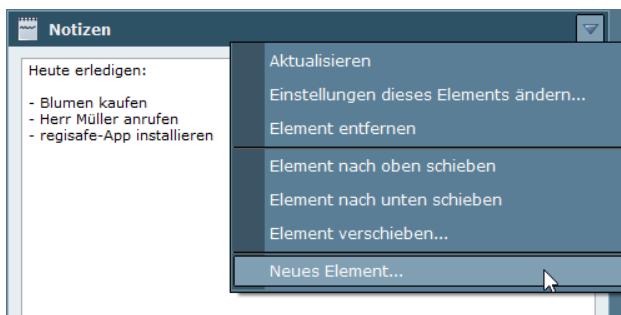 Notizen
Heute erledigen:
- Blumen kaufen
- Herr Müller anrufen
- regisafe-App installieren
Aktualisieren
Einstellungen dieses Elements ändern...
Element entfernen
Element nach oben schieben
Element nach unten schieben
Element verschieben...
Neues Element...